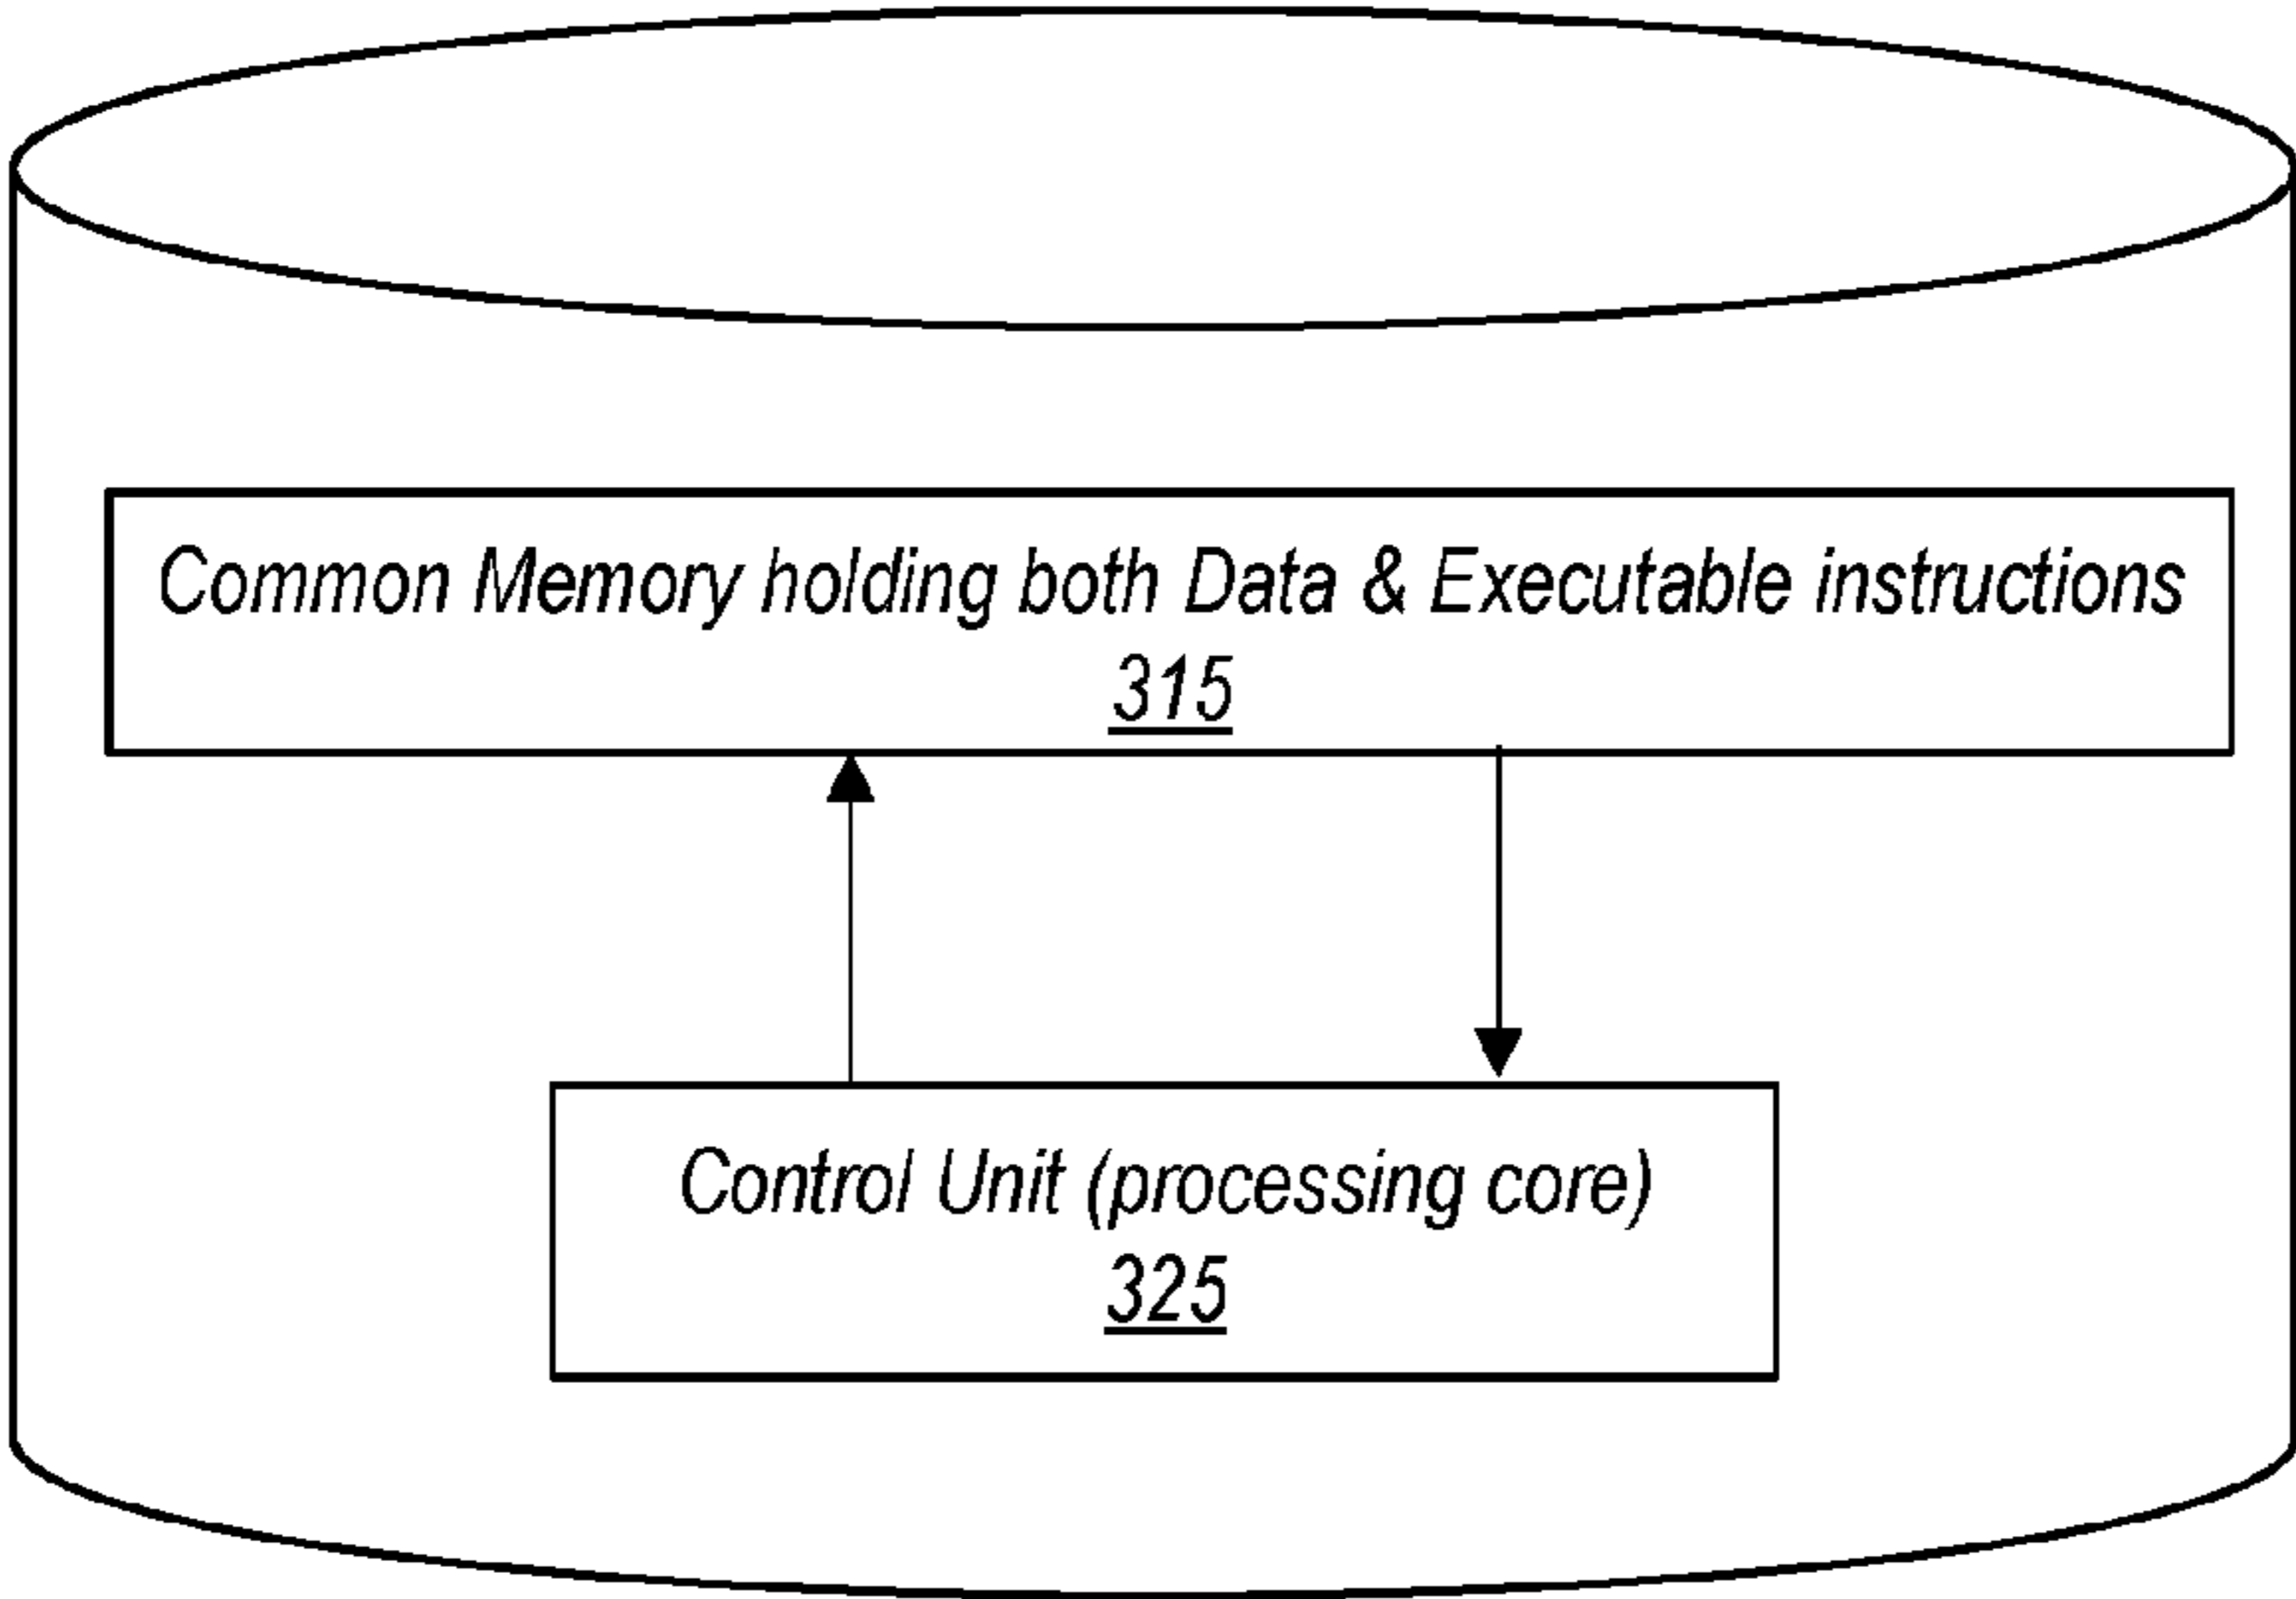 Common Memory holding both Data & Executable instructions
315
Control Unit (processing core)
325